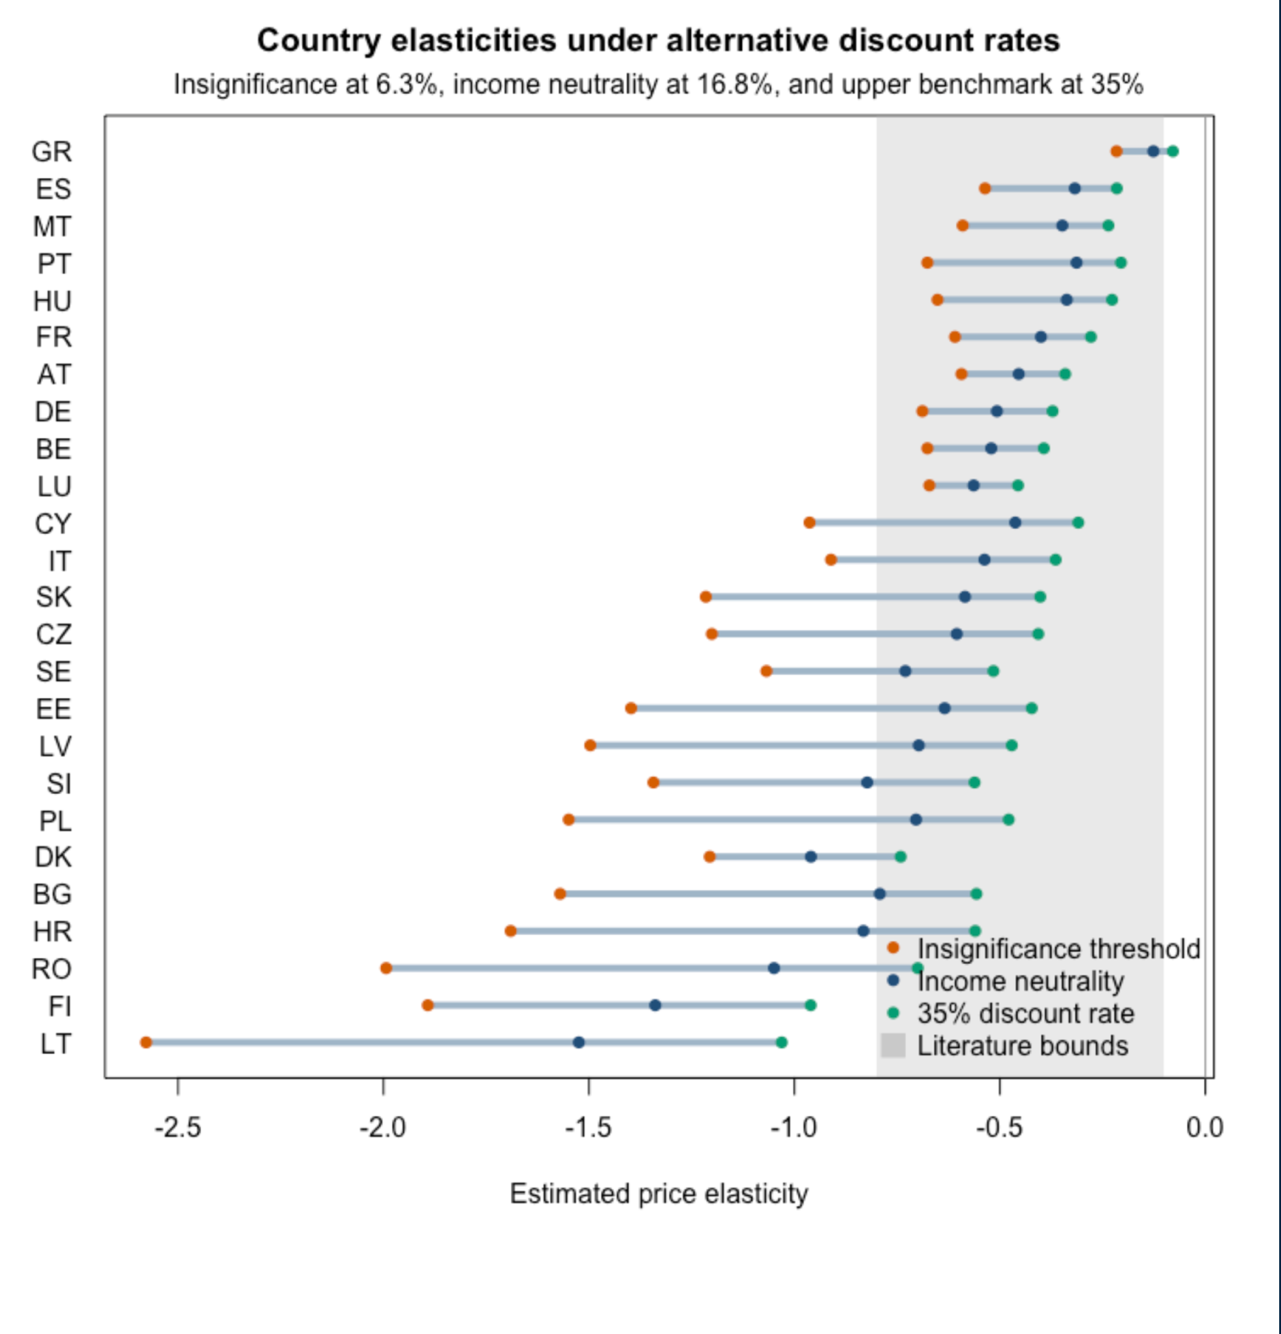 Country elasticities under alternative discount rates
Insignificance at 6.3%, income neutrality at 16.8%, and upper benchmark at 35%
GR
ES
MT
PT
HU
FR
AT
DE
BE
LU
CY
IT
SK
CZ
SE
EE
LV
SI
PL
DK
BG
HR
RO
FI
LT
Insignificance threshold
Income neutrality
35% discount rate
Literature bounds
-2.5 -2.0 -1.5 -1.0 -0.5 0.0
Estimated price elasticity